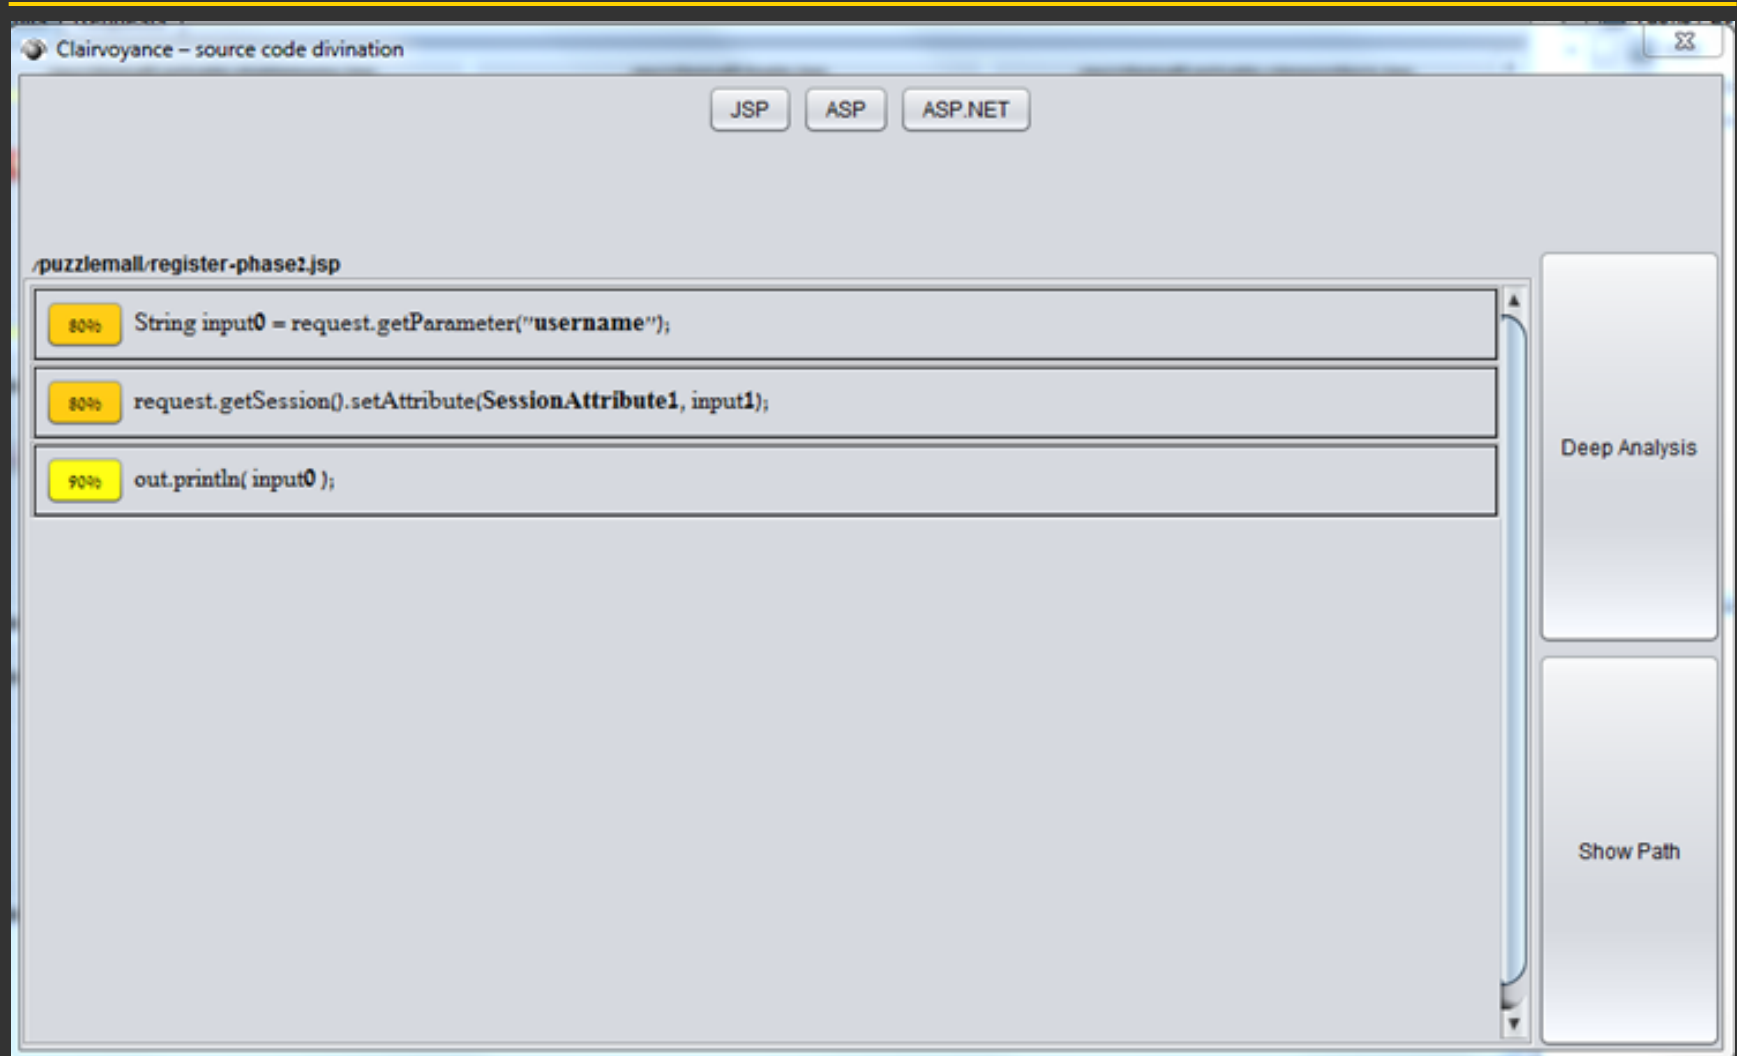 Clairvoyance – source code divination
JSP ASP ASP.NET
/puzzlemall/register-phase2.jsp
80% String input0 = request.getParameter("username");
80% request.getSession().setAttribute(SessionAttribute1, input1);
90% out.println( input0 );
Deep Analysis
Show Path